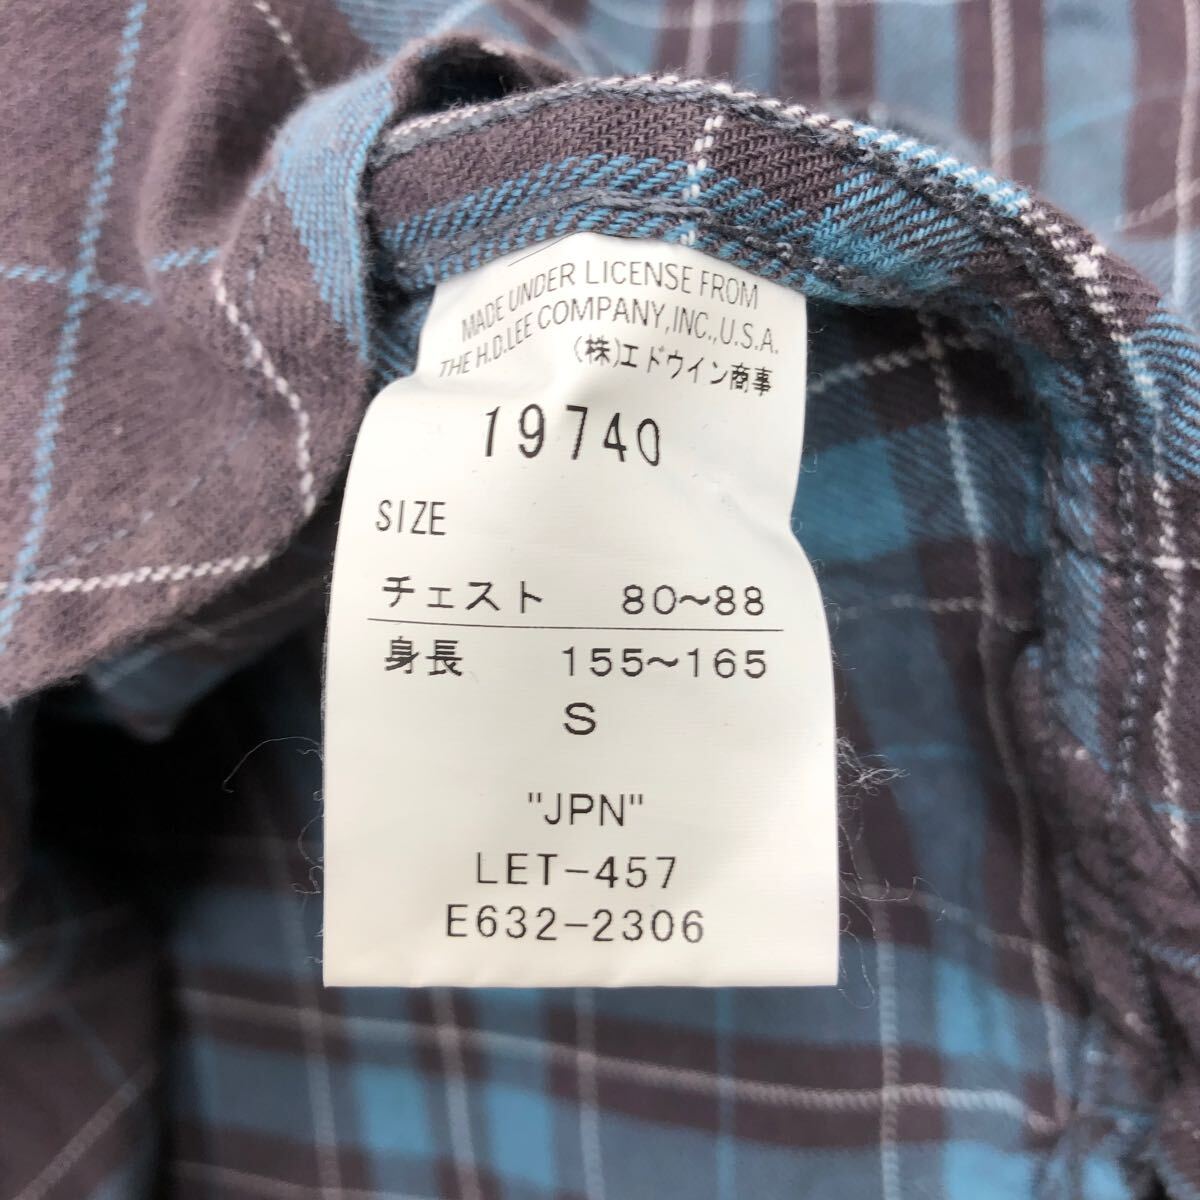 MADE UNDER LICENSE FROM
THE H.D.LEE COMPANY,INC.,U.S.A.
(株)エドウイン商事
19740
SIZE
チェスト 80~88
身長 155~165
S
"JPN"
LET-457
E632-2306